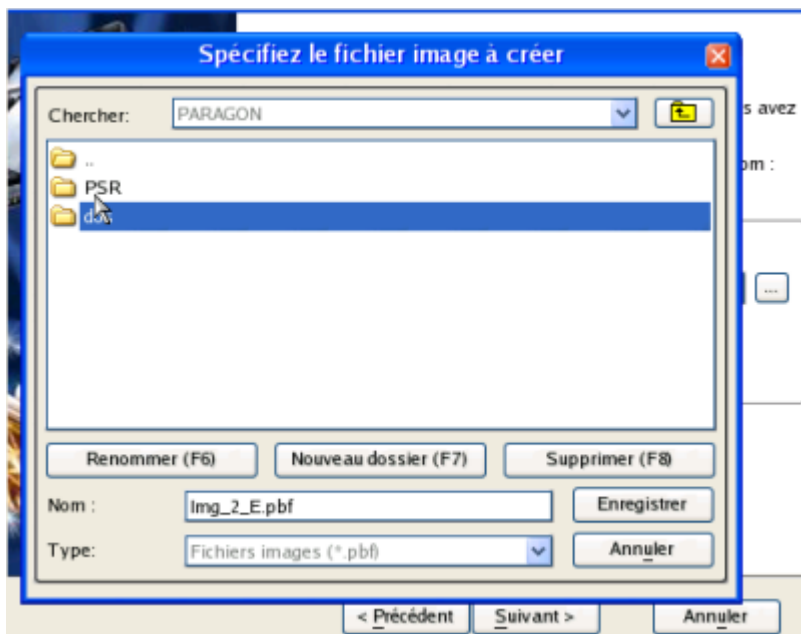 Spécifiez le fichier image à créer
Chercher:
PARAGON
s avez
..
PSR
om :
...
Renommer (F6)
Nouveau dossier (F7)
Supprimer (F8)
Nom :
Img_2_E.pbf
Enregistrer
Type:
Fichiers images (*.pbf)
Annuler
< Précédent
Suivant >
Annuler